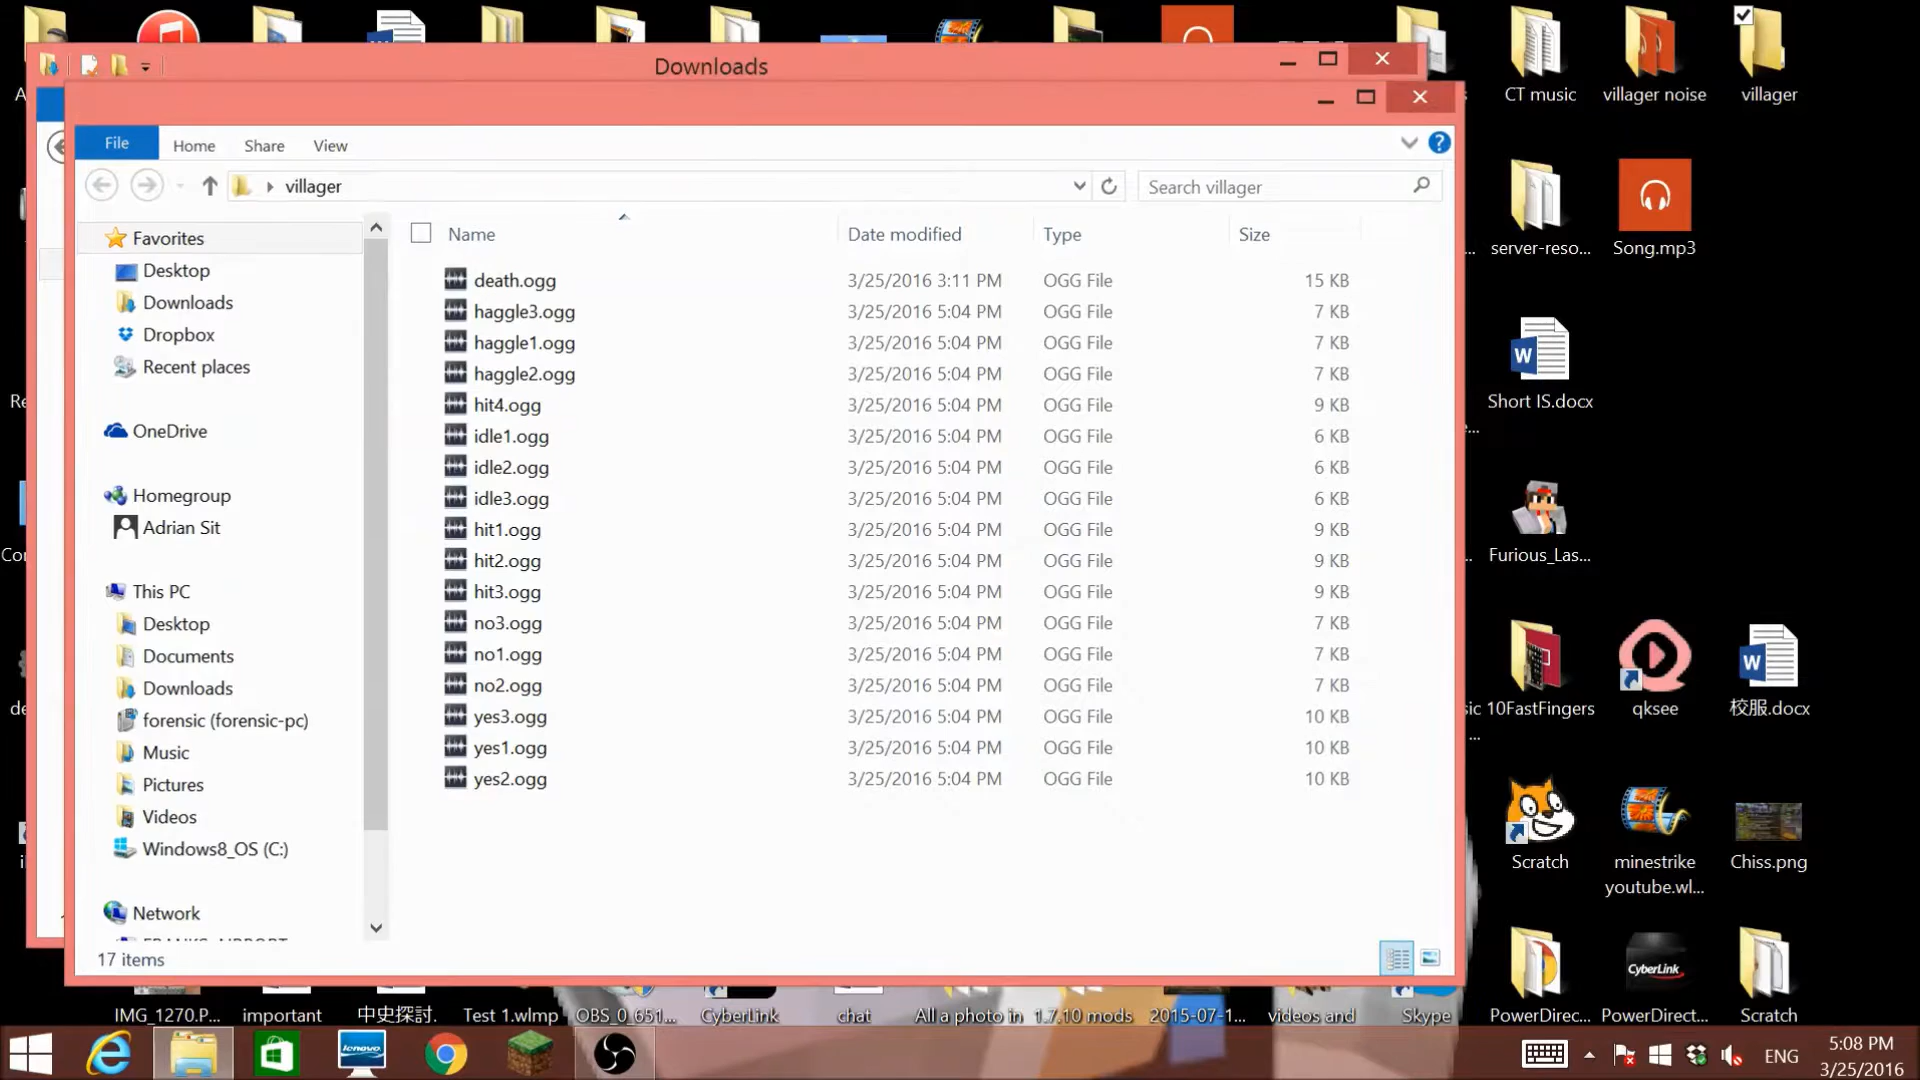 Downloads
CT music
villager noise
villager
File
Home
Share
View
villager
Search villager
Favorites
Desktop
Downloads
Dropbox
Recent places
OneDrive
Homegroup
Adrian Sit
This PC
Desktop
Documents
Downloads
forensic (forensic-pc)
Music
Pictures
Videos
Windows8_OS (C:)
Network
Name Date modified Type Size
death.ogg 3/25/2016 3:11 PM OGG File 15 KB
haggle3.ogg 3/25/2016 5:04 PM OGG File 7 KB
haggle1.ogg 3/25/2016 5:04 PM OGG File 7 KB
haggle2.ogg 3/25/2016 5:04 PM OGG File 7 KB
hit4.ogg 3/25/2016 5:04 PM OGG File 9 KB
idle1.ogg 3/25/2016 5:04 PM OGG File 6 KB
idle2.ogg 3/25/2016 5:04 PM OGG File 6 KB
idle3.ogg 3/25/2016 5:04 PM OGG File 6 KB
hit1.ogg 3/25/2016 5:04 PM OGG File 9 KB
hit2.ogg 3/25/2016 5:04 PM OGG File 9 KB
hit3.ogg 3/25/2016 5:04 PM OGG File 9 KB
no3.ogg 3/25/2016 5:04 PM OGG File 7 KB
no1.ogg 3/25/2016 5:04 PM OGG File 7 KB
no2.ogg 3/25/2016 5:04 PM OGG File 7 KB
yes3.ogg 3/25/2016 5:04 PM OGG File 10 KB
yes1.ogg 3/25/2016 5:04 PM OGG File 10 KB
yes2.ogg 3/25/2016 5:04 PM OGG File 10 KB
17 items
server-reso...
Song.mp3
Short IS.docx
Furious_Las...
10FastFingers
qksee
校服.docx
Scratch
minestrike
youtube.wl...
Chiss.png
CyberLink
PowerDirec...
PowerDirect...
Scratch
IMG_1270.P...
important
中史探討.
Test 1.wlmp
OBS_0_651...
CyberLink
chat
All a photo in
1.7.10 mods
2015-07-1...
videos and
Skype
lenovo
ENG
5:08 PM
3/25/2016